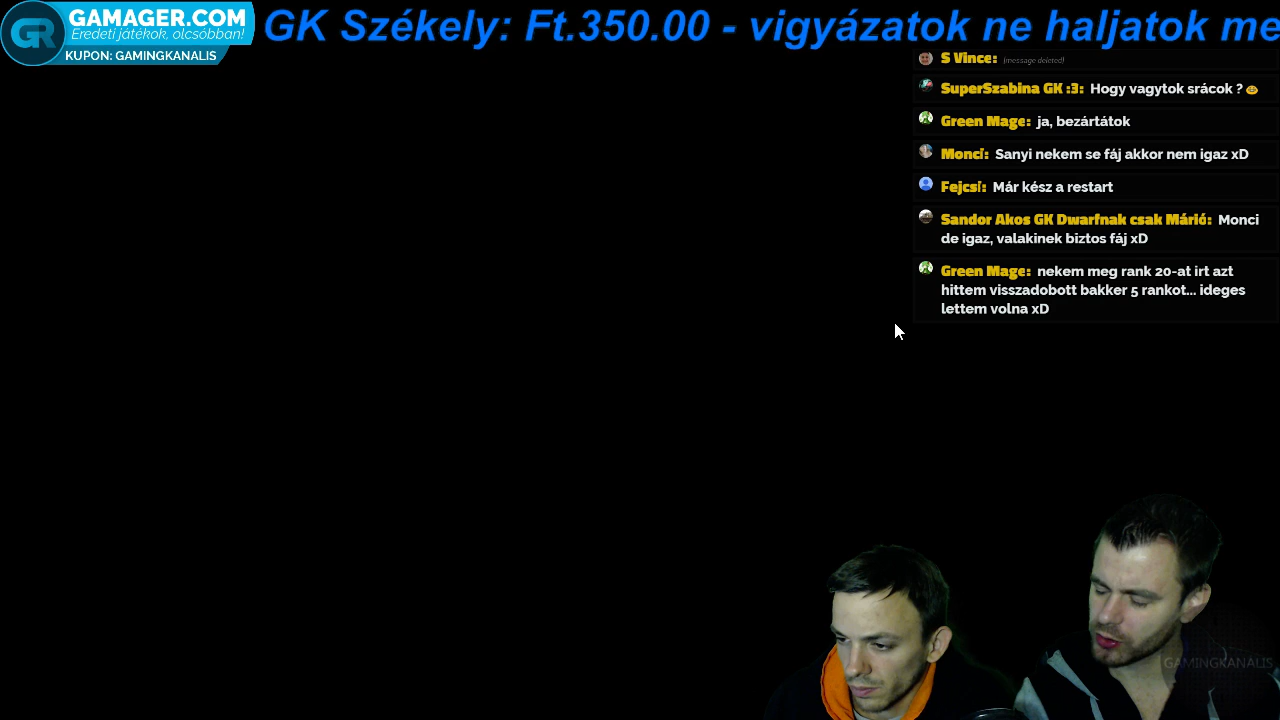 GAMAGER.COM
Eredeti játékok, olcsóbban!
KUPON: GAMINGKANALIS
GK Székely: Ft.350.00 - vigyázatok ne haljatok me
S Vince: (message deleted)
SuperSzabina GK :3: Hogy vagytok srácok ?
Green Mage: ja, bezártátok
Monci: Sanyi nekem se fáj akkor nem igaz xD
Fejcsi: Már kész a restart
Sandor Akos GK Dwarfnak csak Márió: Monci
de igaz, valakinek biztos fáj xD
Green Mage: nekem meg rank 20-at irt azt
hittem visszadobott bakker 5 rankot... ideges
lettem volna xD
GAMINGKANALIS